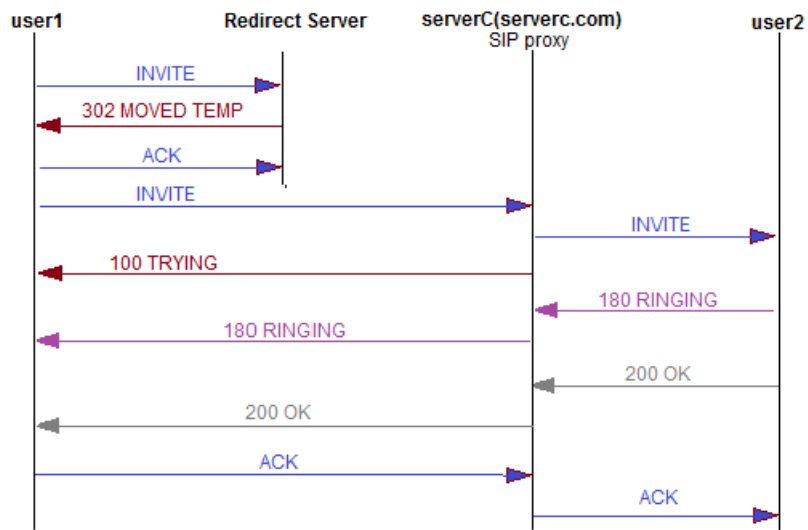 user1
Redirect Server
serverC(serverc.com)
SIP proxy
user2
INVITE
302 MOVED TEMP
ACK
INVITE
INVITE
100 TRYING
180 RINGING
180 RINGING
200 OK
200 OK
ACK
ACK